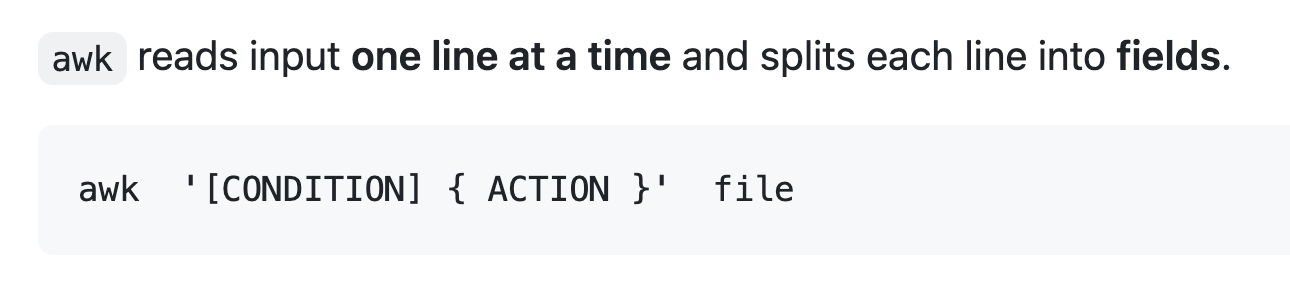 awk reads input one line at a time and splits each line into fields.
awk  '[CONDITION] { ACTION }'  file